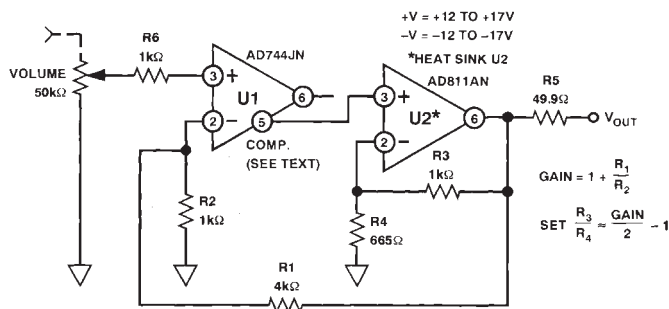 +V = +12 TO +17V
−V = −12 TO −17V
*HEAT SINK U2
R6
1kΩ
AD744JN
AD811AN
VOLUME
50kΩ
3
+
U1
6
2
−
5
COMP.
(SEE TEXT)
3
+
U2*
6
2
−
R5
49.9Ω
VOUT
R3
1kΩ
R2
1kΩ
R4
665Ω
R1
4kΩ
GAIN = 1 + R1/R2
SET R3/R4 ≈ GAIN/2 − 1